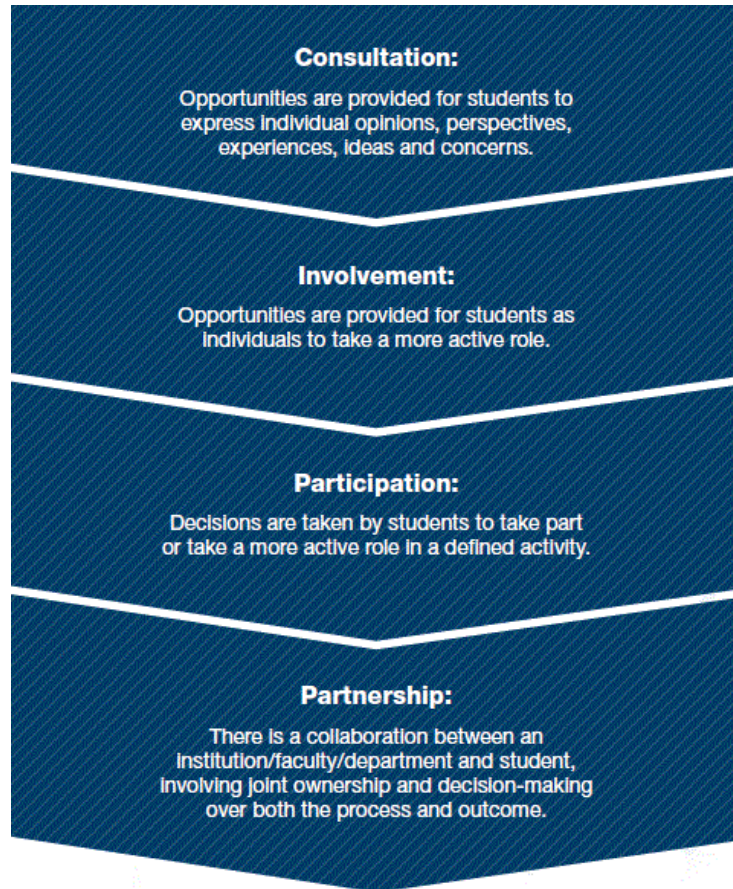 Consultation:
Opportunities are provided for students to
express individual opinions, perspectives,
experiences, ideas and concerns.
Involvement:
Opportunities are provided for students as
individuals to take a more active role.
Participation:
Decisions are taken by students to take part
or take a more active role in a defined activity.
Partnership:
There is a collaboration between an
institution/faculty/department and student,
involving joint ownership and decision-making
over both the process and outcome.